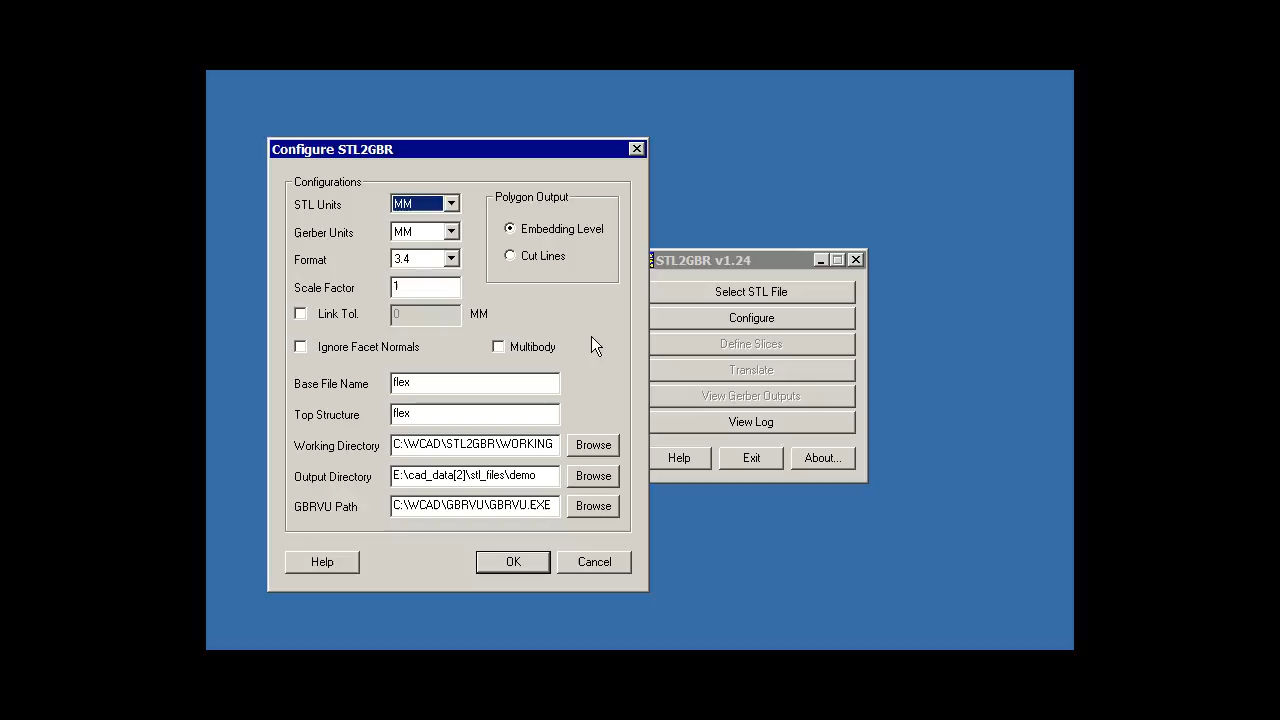 Configure STL2GBR
Configurations
STL Units
MM
Gerber Units
MM
Format
3.4
Scale Factor
1
Link Tol.
0
MM
Polygon Output
Embedding Level
Cut Lines
Ignore Facet Normals
Multibody
Base File Name
flex
Top Structure
flex
Working Directory
C:\WCAD\STL2GBR\WORKING
Browse
Output Directory
E:\cad_data[2]\stl_files\demo
Browse
GBRVU Path
C:\WCAD\GBRVU\GBRVU.EXE
Browse
Help
OK
Cancel
STL2GBR v1.24
Select STL File
Configure
Define Slices
Translate
View Gerber Outputs
View Log
Help
Exit
About...